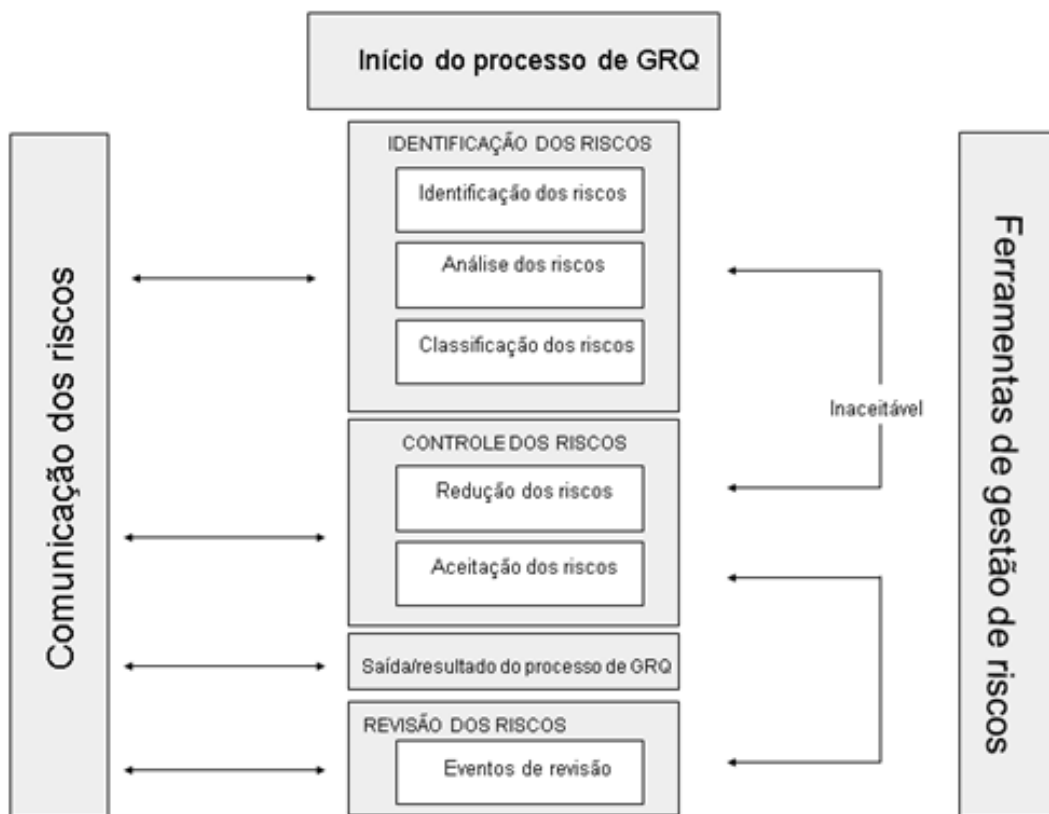 Início do processo de GRQ
Comunicação dos riscos
IDENTIFICAÇÃO DOS RISCOS
Identificação dos riscos
Análise dos riscos
Classificação dos riscos
Inaceitável
CONTROLE DOS RISCOS
Redução dos riscos
Aceitação dos riscos
Saída/resultado do processo de GRQ
REVISÃO DOS RISCOS
Eventos de revisão
Ferramentas de gestão de riscos